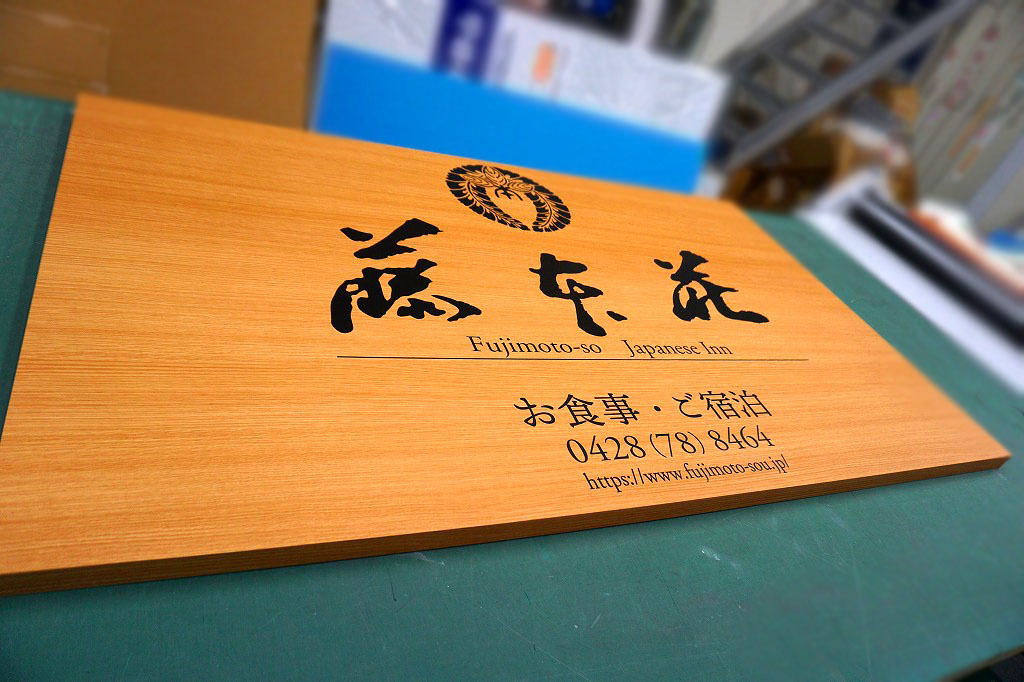 藤本荘
Fujimoto-so Japanese Inn
お食事・ご宿泊
0428 (78) 8464
https://www.fujimoto-sou.jp/